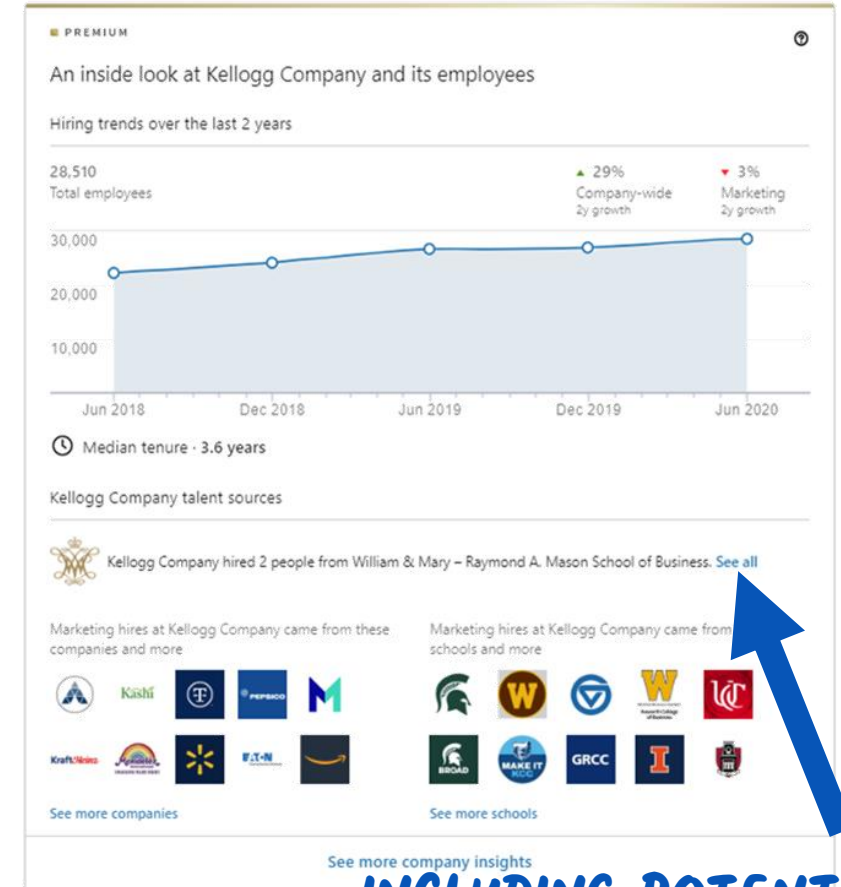 PREMIUM
An inside look at Kellogg Company and its employees
Hiring trends over the last 2 years
28,510
Total employees
▲ 29%
Company-wide
2y growth
▼ 3%
Marketing
2y growth
30,000
20,000
10,000
Jun 2018 Dec 2018 Jun 2019 Dec 2019 Jun 2020
Median tenure · 3.6 years
Kellogg Company talent sources
Kellogg Company hired 2 people from William & Mary – Raymond A. Mason School of Business. See all
Marketing hires at Kellogg Company came from these
companies and more
Marketing hires at Kellogg Company came from
schools and more
Kashi
T
PEPSICO
M
W
W
UC
KraftHeinz
EATON
BROAD
MAKE IT
KCC
GRCC
I
See more companies
See more schools
See more company insights
INCLUDING